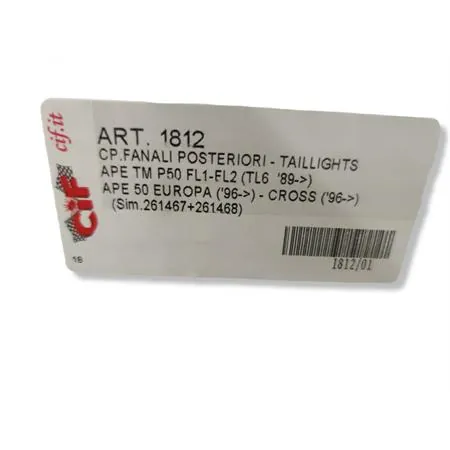 cif.it
CIF
18
ART. 1812
CP.FANALI POSTERIORI - TAILLIGHTS
APE TM P50 FL1-FL2 (TL6 '89->)
APE 50 EUROPA ('96->) - CROSS ('96->)
(Sim.261467+261468)
1812/01